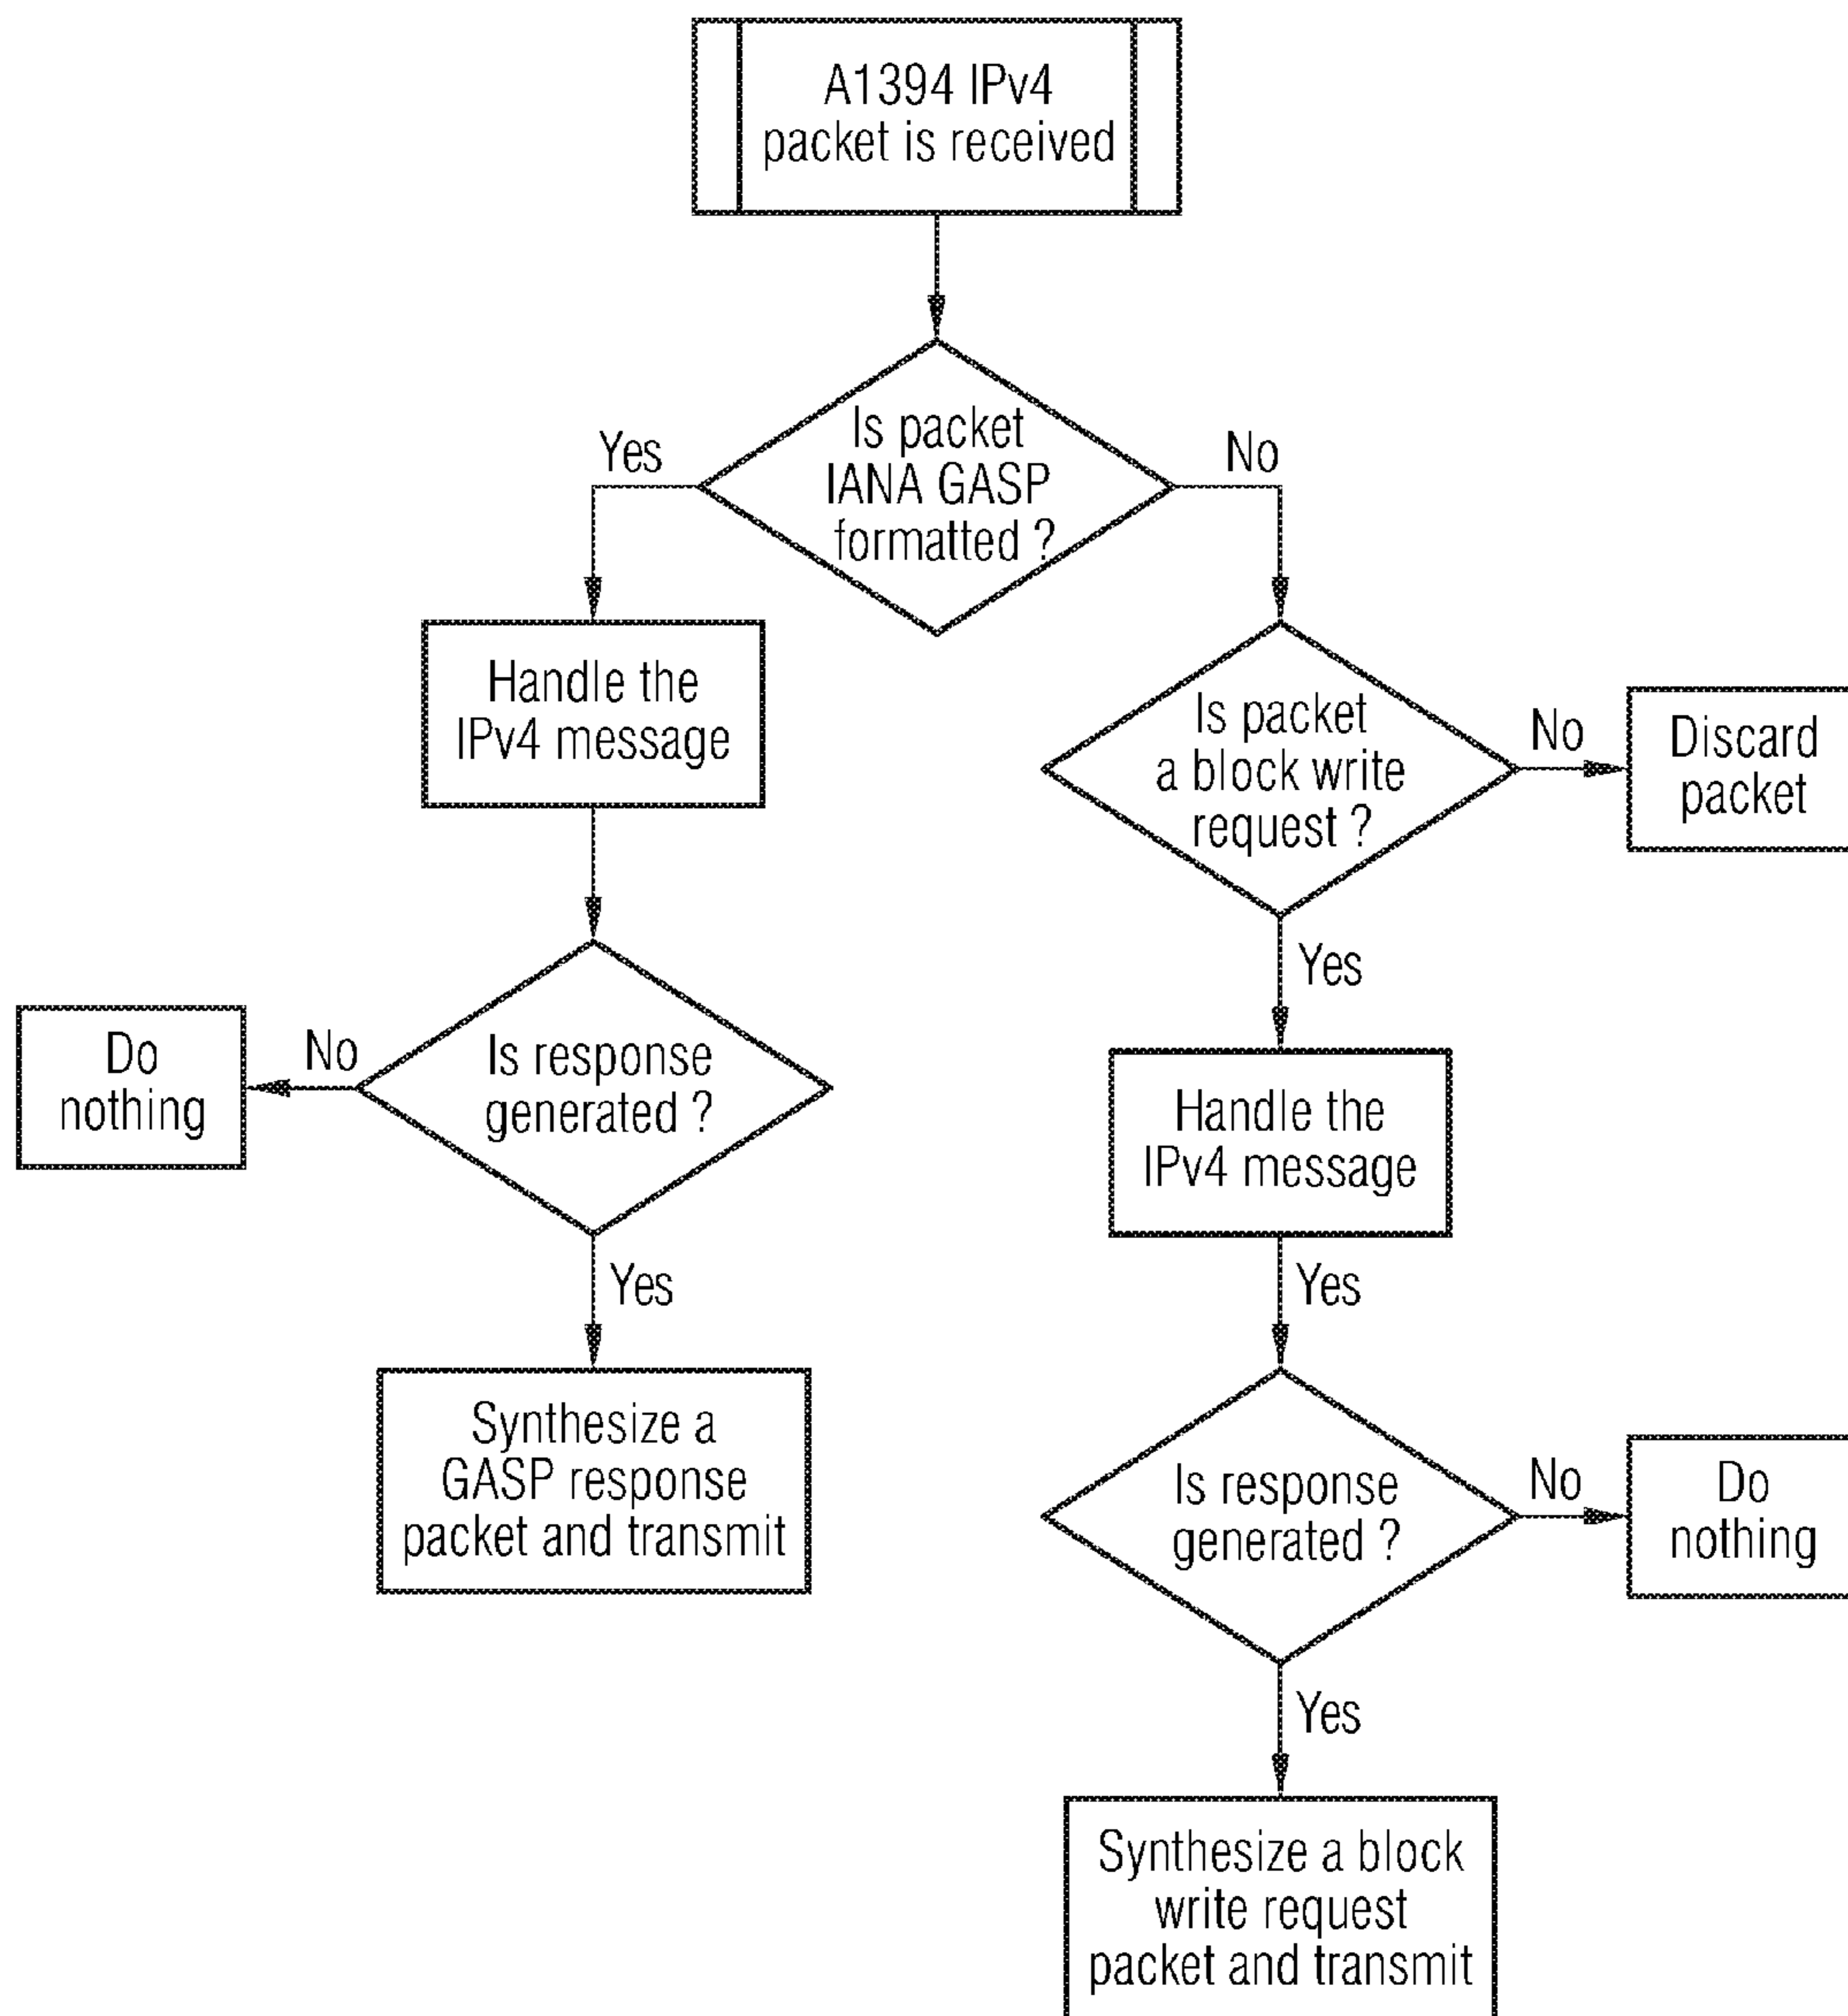 A1394 IPv4
packet is received
Is packet
IANA GASP
formatted ?
Yes
No
Handle the
IPv4 message
Is packet
a block write
request ?
No
Discard
packet
Yes
Do
nothing
No
Is response
generated ?
Handle the
IPv4 message
Yes
Yes
Synthesize a
GASP response
packet and transmit
Is response
generated ?
No
Do
nothing
Yes
Synthesize a block
write request
packet and transmit